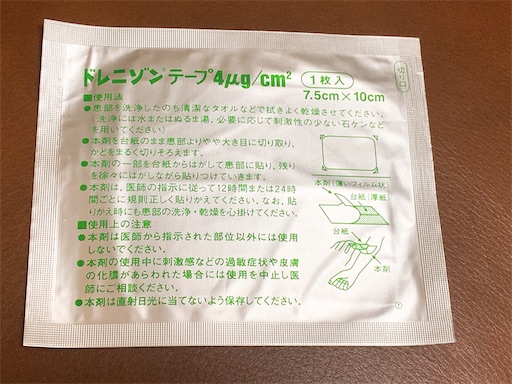 ドレニゾン®テープ4μg/cm²
1枚入
切り口
7.5cm×10cm
■使用法
●患部を洗浄したのち清潔なタオルなどで拭きよく乾燥させてください。
(洗浄には水またはぬるま湯、必要に応じて刺激性の少ない石ケンなど
を用いてください)
●本剤を台紙のまま患部よりやや大き目に切り取り、
かどをまるく切りそろえます。
●本剤の一部を台紙からはがして患部に貼り、残り
を徐々にはがしながら貼りつけていきます。
●本剤は、医師の指示に従って12時間または24時
間ごとに規則正しく貼りかえてください。なお、貼
りかえ時にも患部の洗浄・乾燥を心掛けてください。
本剤(薄いフィルム状)
台紙(厚紙)
台紙
本剤
■使用上の注意
●本剤は医師から指示された部位以外には使用
しないでください。
●本剤の使用中に刺激感などの過敏症状や皮膚
の化膿があらわれた場合には使用を中止し医
師にご相談ください。
●本剤は直射日光に当てないよう保存してください。